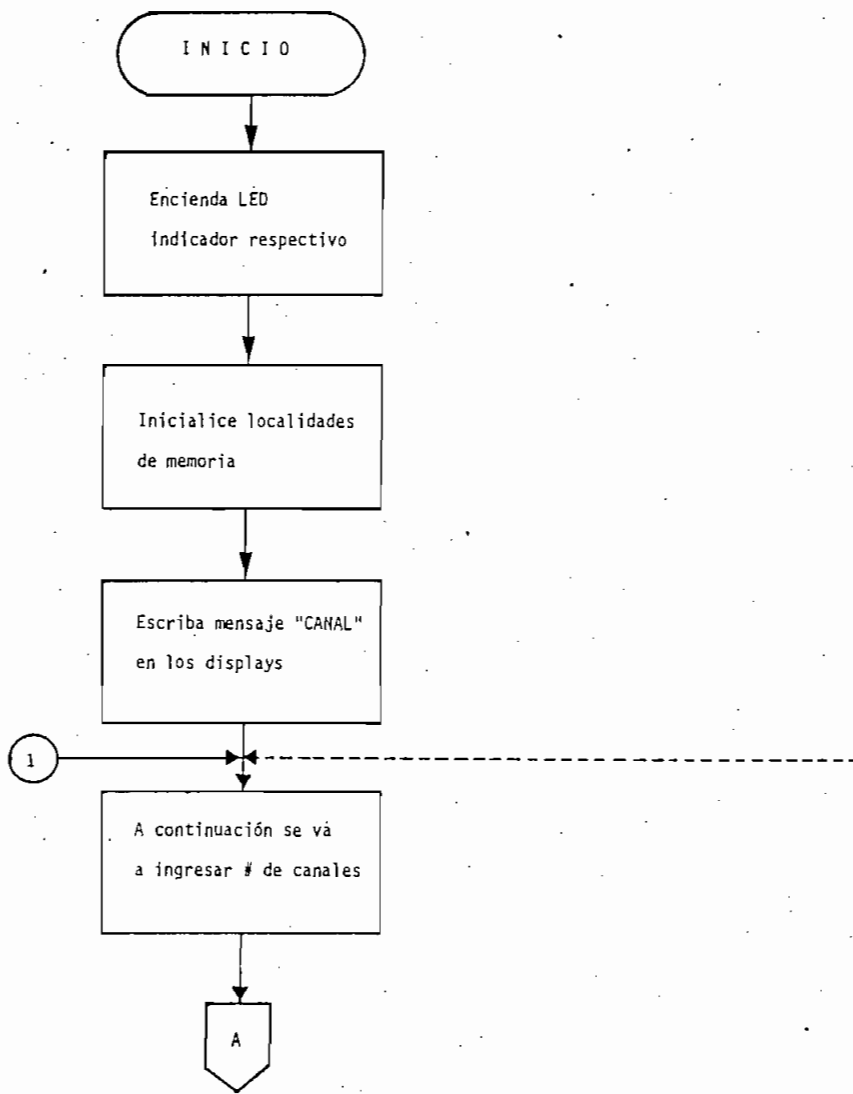 I N I C I O
Encienda LED
indicador respectivo
Inicialice localidades
de memoria
Escriba mensaje "CANAL"
en los displays
1
A continuación se vá
a ingresar # de canales
A